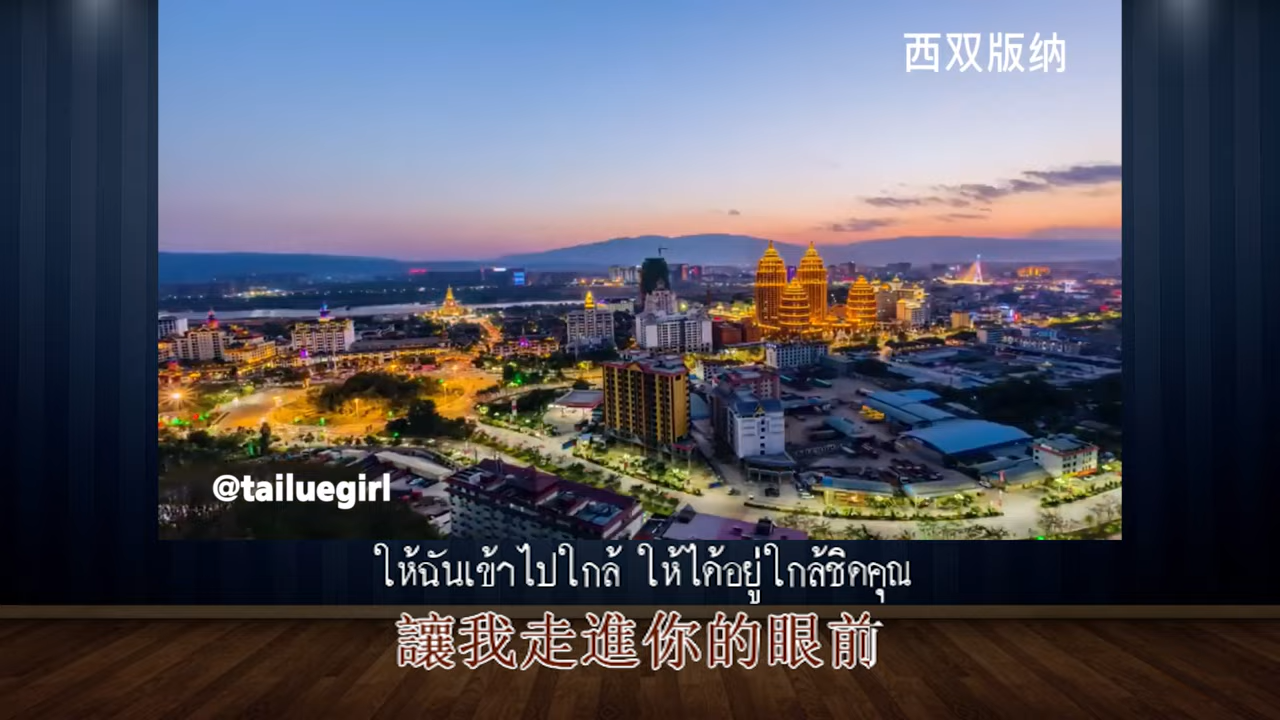 西双版纳
@tailuegirl
ให้ฉันเข้าไปใกล้ ให้ได้อยู่ใกล้ชิดคุณ
讓我走進你的眼前